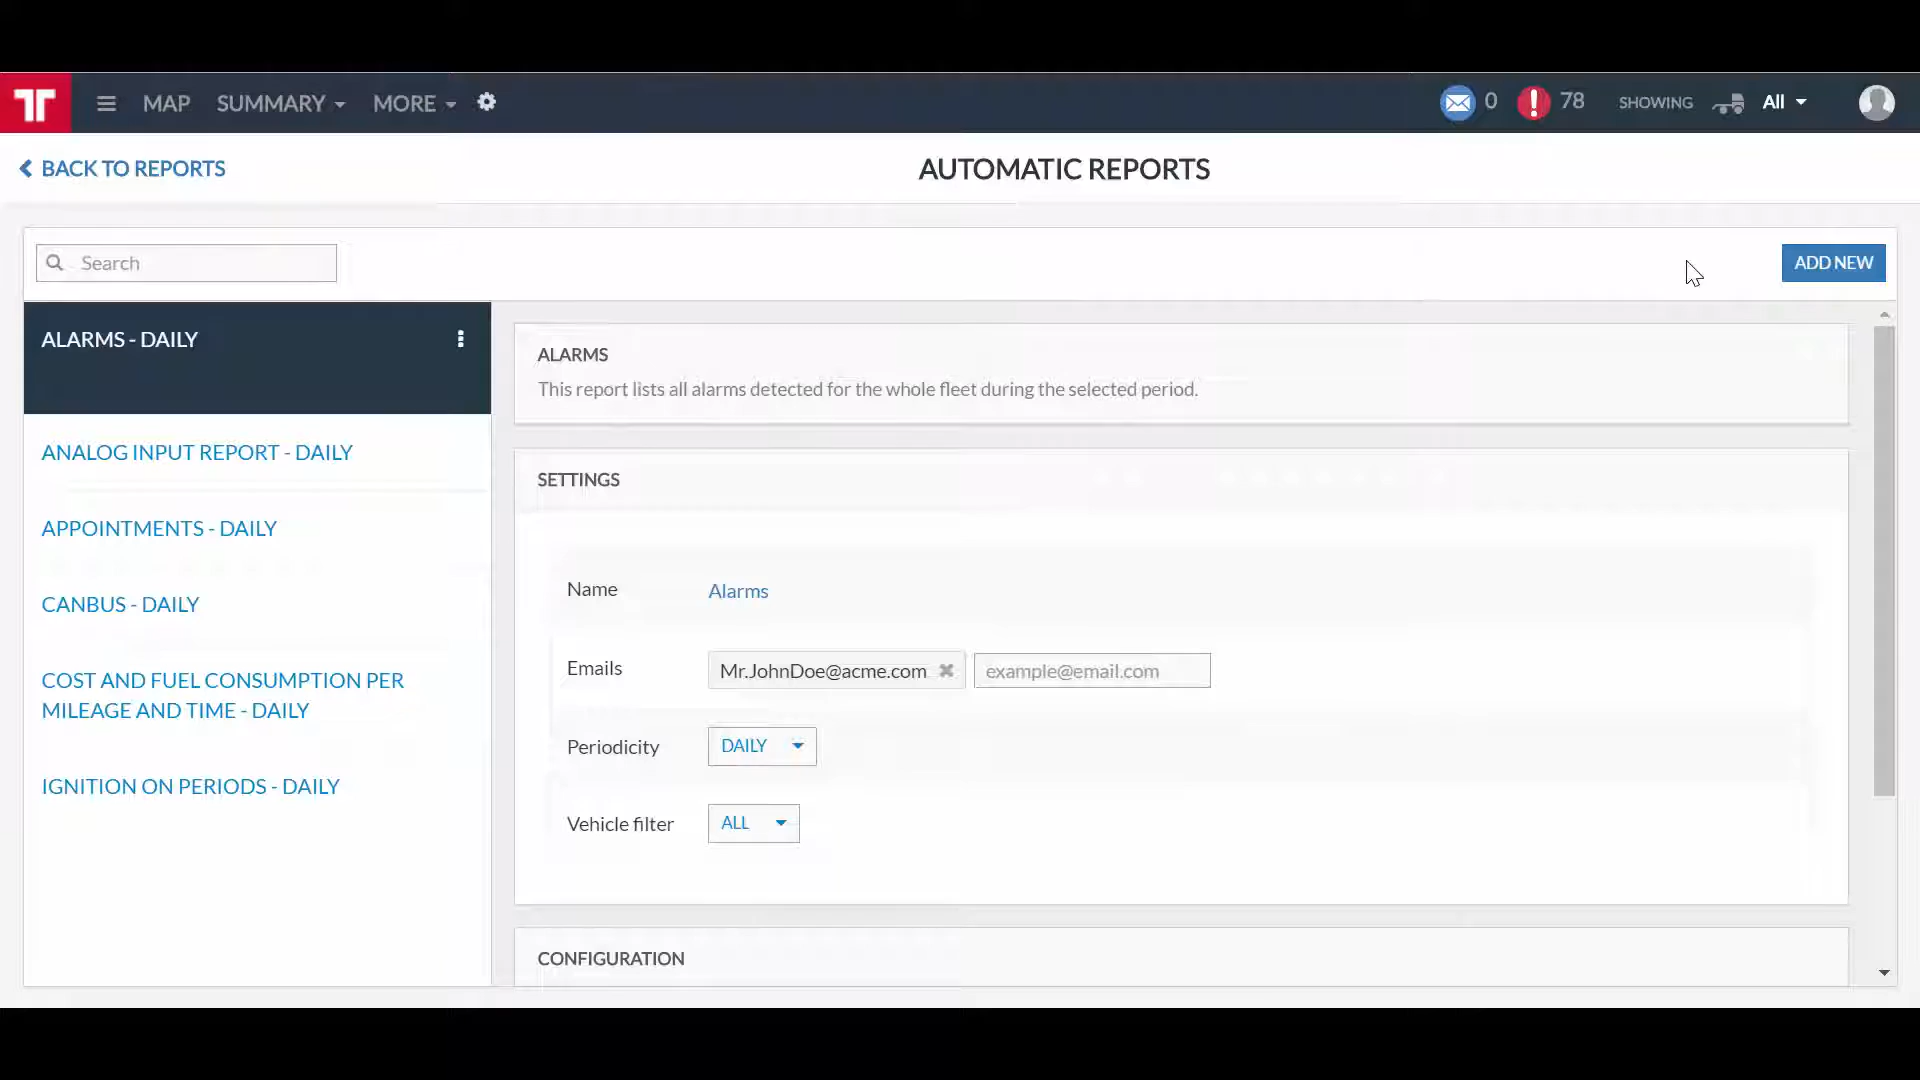 MAP SUMMARY MORE 0 78 SHOWING All
BACK TO REPORTS
AUTOMATIC REPORTS
Search
ADD NEW
ALARMS - DAILY
ANALOG INPUT REPORT - DAILY
APPOINTMENTS - DAILY
CANBUS - DAILY
COST AND FUEL CONSUMPTION PER
MILEAGE AND TIME - DAILY
IGNITION ON PERIODS - DAILY
ALARMS
This report lists all alarms detected for the whole fleet during the selected period.
SETTINGS
Name Alarms
Emails Mr.JohnDoe@acme.com example@email.com
Periodicity DAILY
Vehicle filter ALL
CONFIGURATION